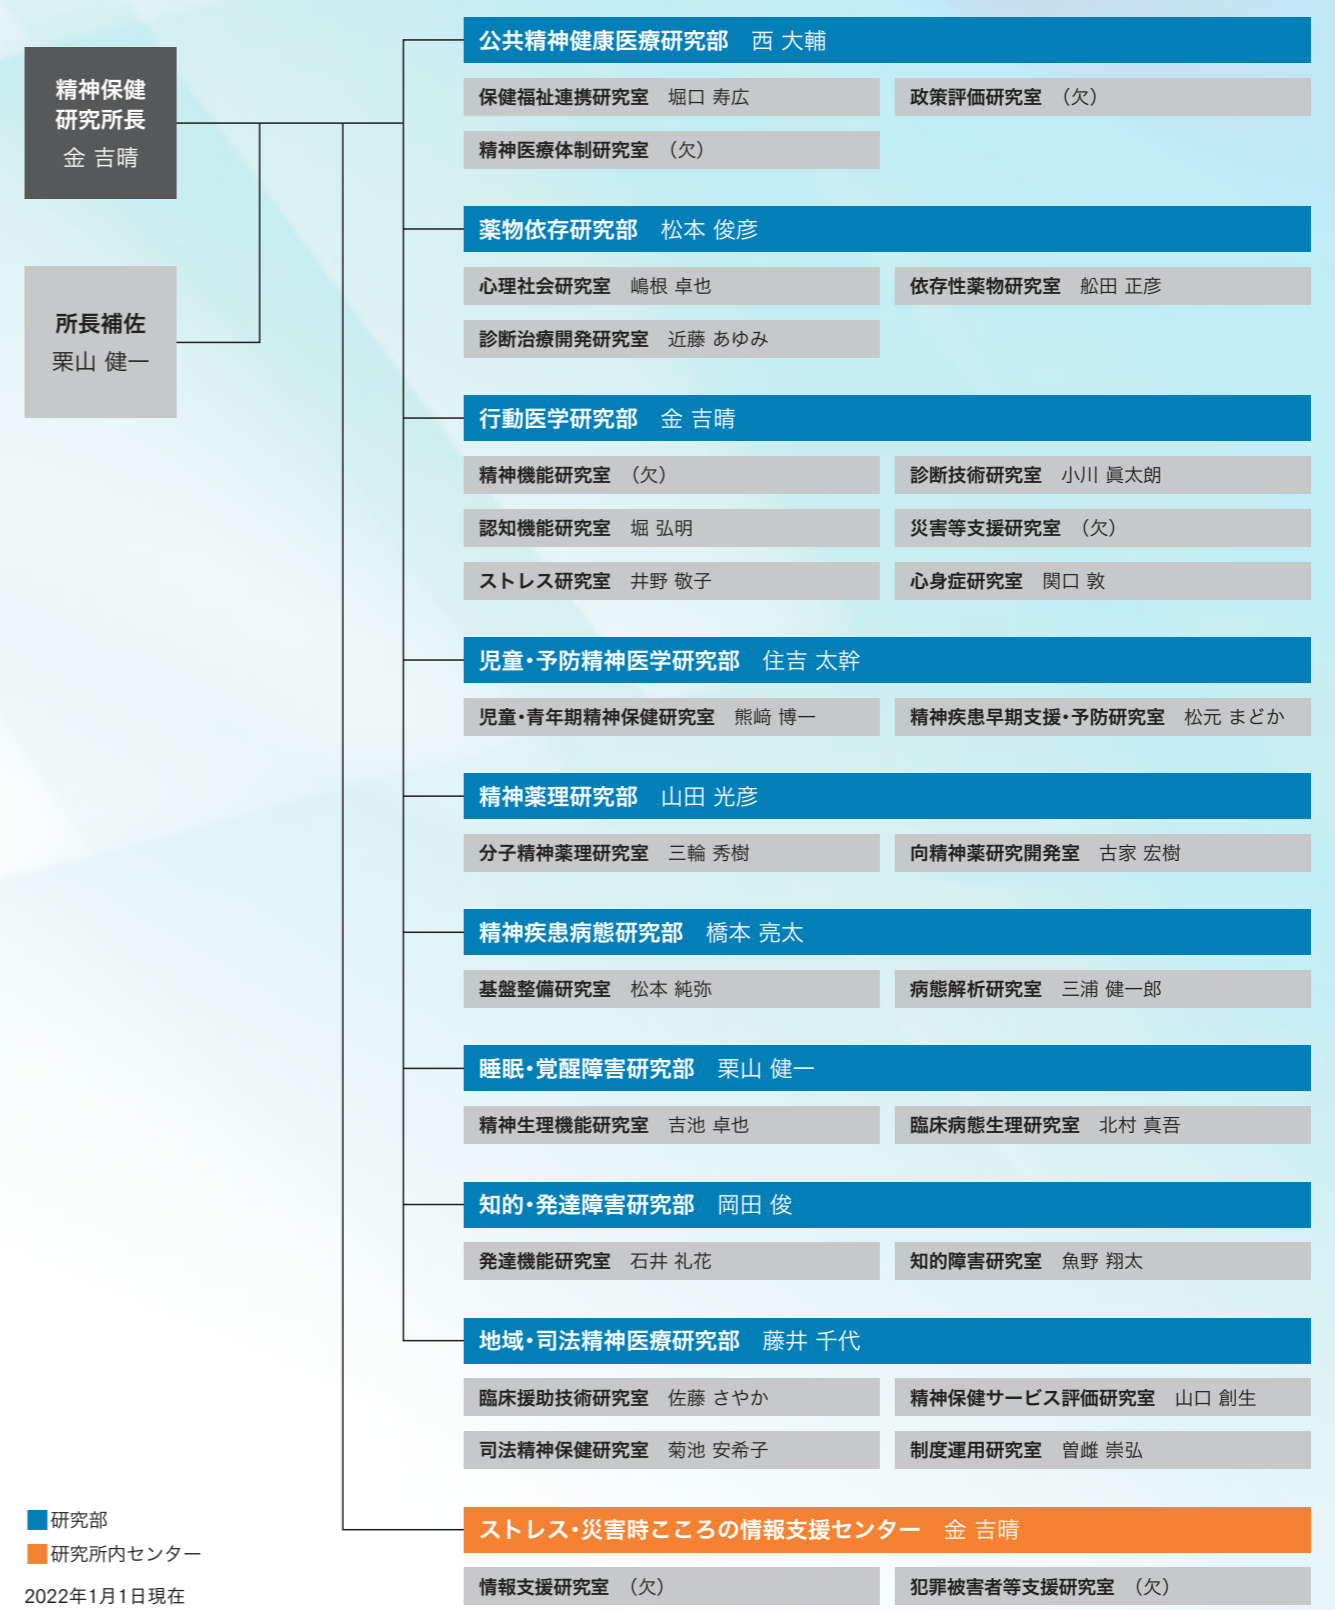 精神保健
研究所長
金 吉晴
所長補佐
栗山 健一
公共精神健康医療研究部 西 大輔
保健福祉連携研究室 堀口 寿広
政策評価研究室 （欠）
精神医療体制研究室 （欠）
薬物依存研究部 松本 俊彦
心理社会研究室 嶋根 卓也
依存性薬物研究室 舩田 正彦
診断治療開発研究室 近藤 あゆみ
行動医学研究部 金 吉晴
精神機能研究室 （欠）
診断技術研究室 小川 眞太朗
認知機能研究室 堀 弘明
災害等支援研究室 （欠）
ストレス研究室 井野 敬子
心身症研究室 関口 敦
児童・予防精神医学研究部 住吉 太幹
児童・青年期精神保健研究室 熊﨑 博一
精神疾患早期支援・予防研究室 松元 まどか
精神薬理研究部 山田 光彦
分子精神薬理研究室 三輪 秀樹
向精神薬研究開発室 古家 宏樹
精神疾患病態研究部 橋本 亮太
基盤整備研究室 松本 純弥
病態解析研究室 三浦 健一郎
睡眠・覚醒障害研究部 栗山 健一
精神生理機能研究室 吉池 卓也
臨床病態生理研究室 北村 真吾
知的・発達障害研究部 岡田 俊
発達機能研究室 石井 礼花
知的障害研究室 魚野 翔太
地域・司法精神医療研究部 藤井 千代
臨床援助技術研究室 佐藤 さやか
精神保健サービス評価研究室 山口 創生
司法精神保健研究室 菊池 安希子
制度運用研究室 曽雌 崇弘
ストレス・災害時こころの情報支援センター 金 吉晴
情報支援研究室 （欠）
犯罪被害者等支援研究室 （欠）
研究部
研究所内センター
2022年1月1日現在